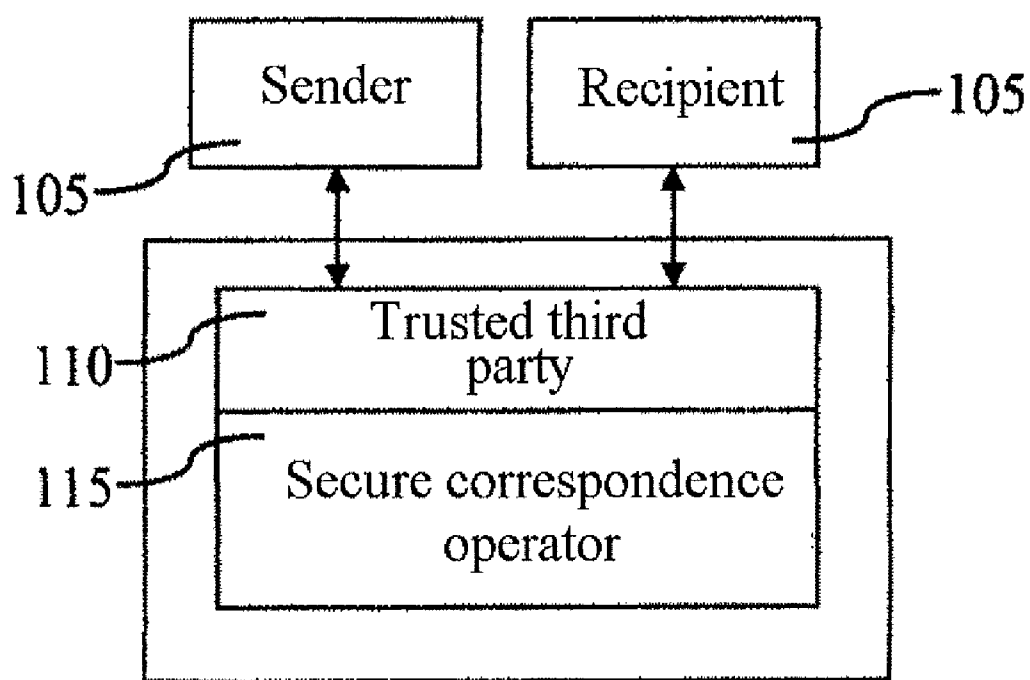 Sender
Recipient
105
105
Trusted third
party
110
115
Secure correspondence
operator